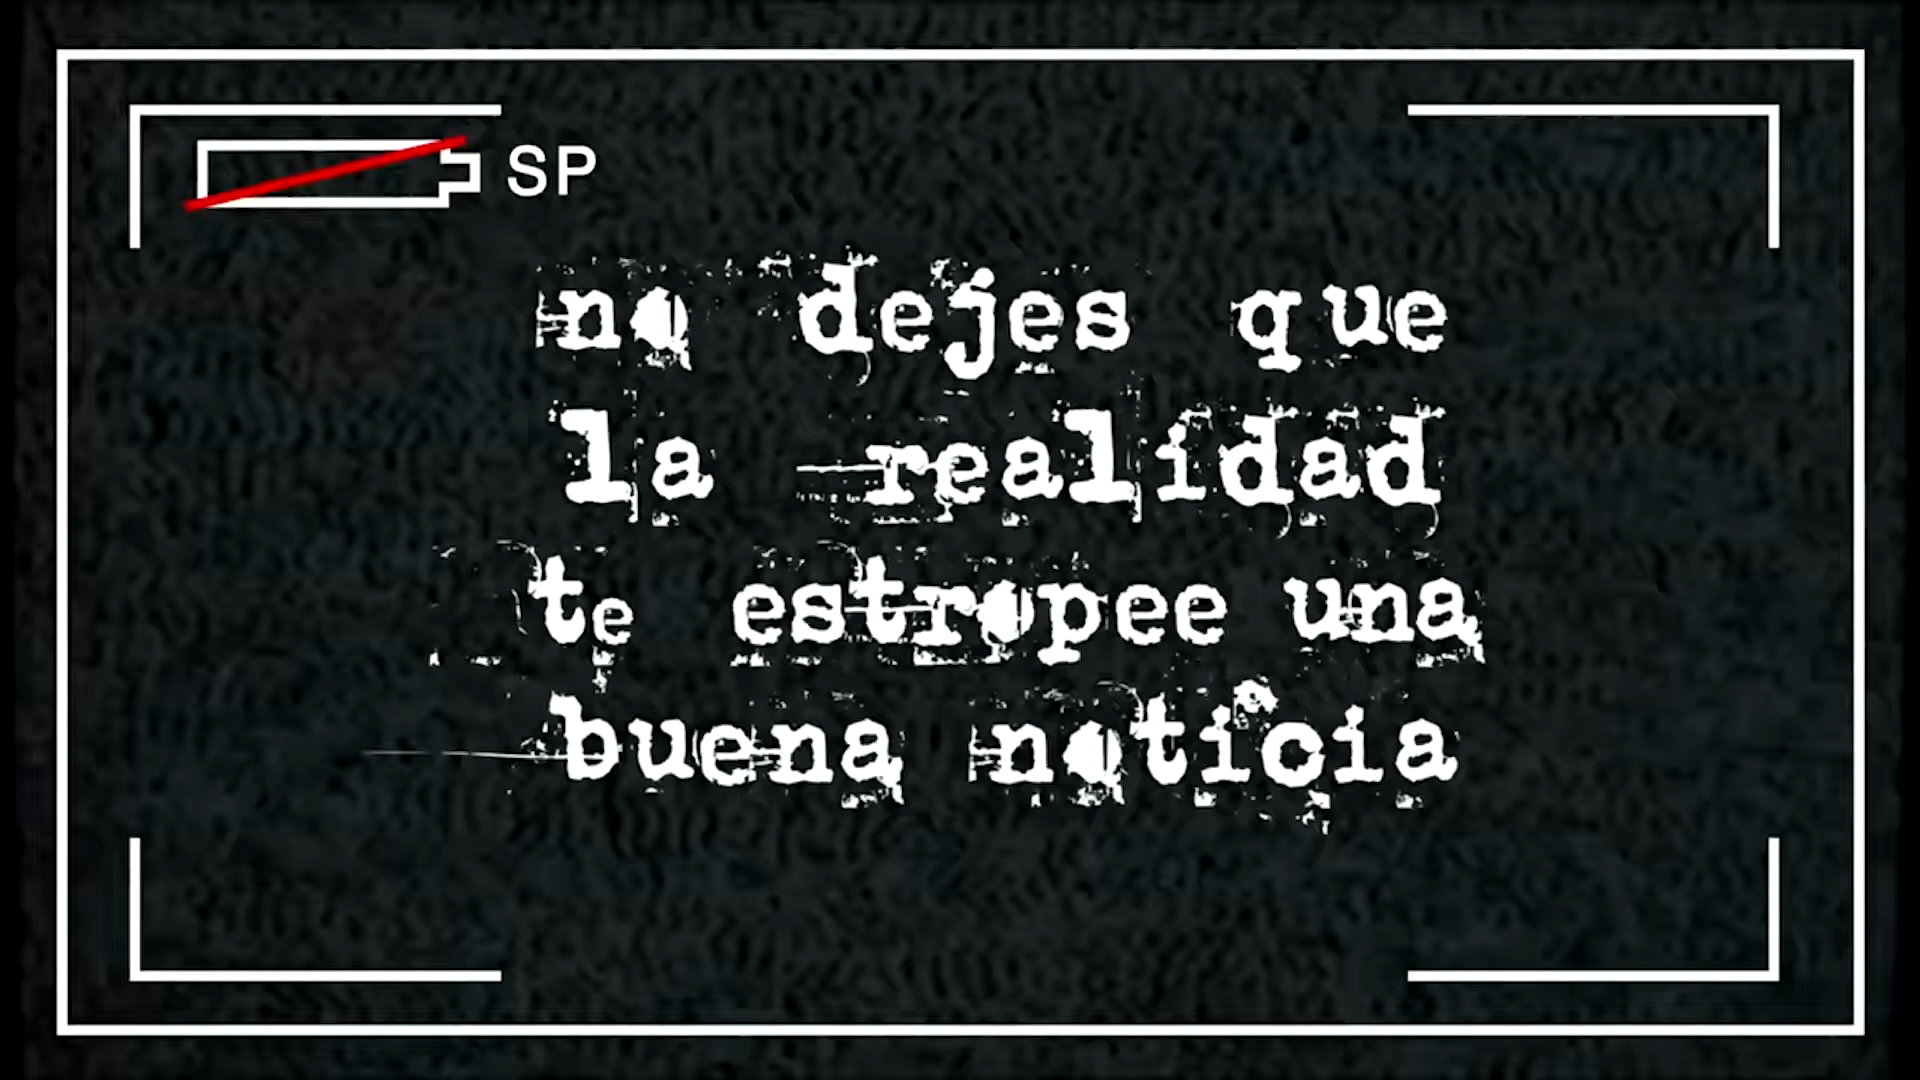 SP
no dejes que
la realidad
te estropee una
buena noticia